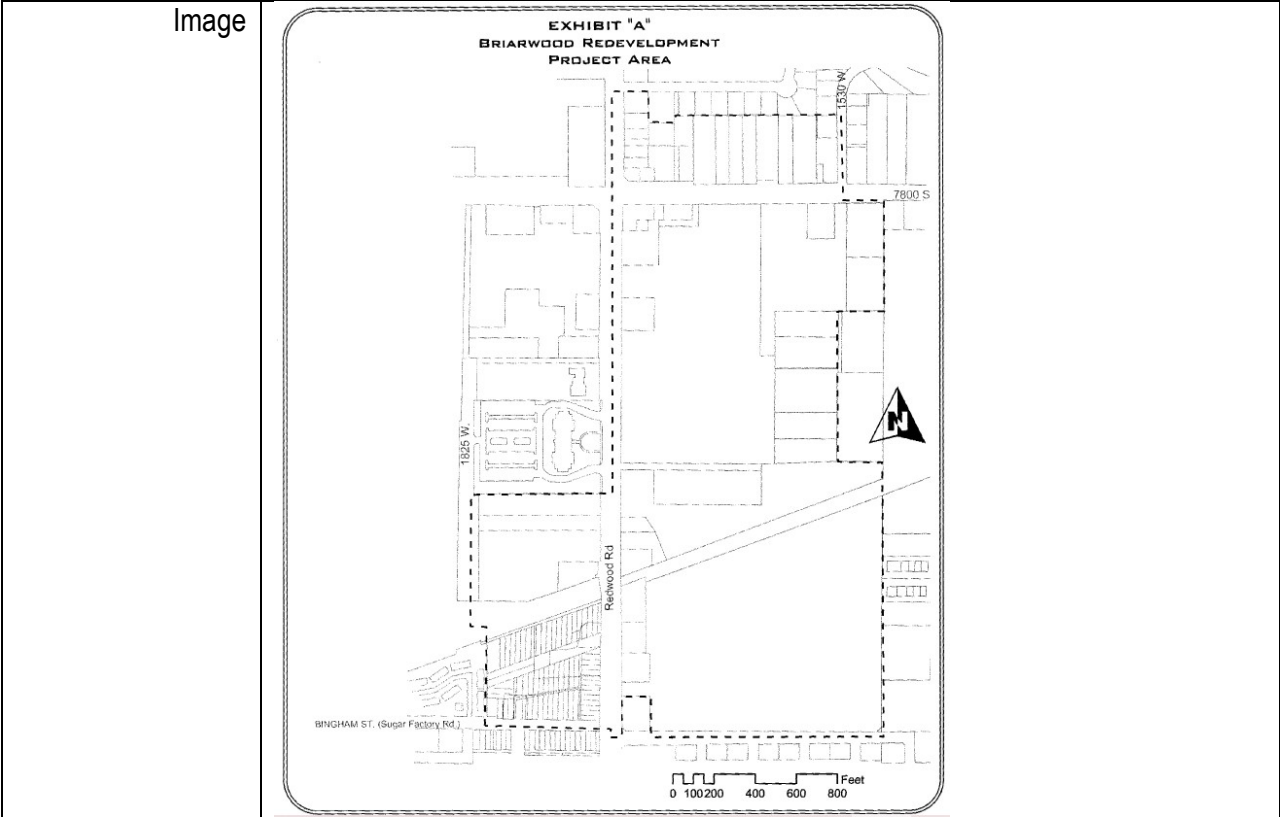 Image
EXHIBIT "A"
BRIARWOOD REDEVELOPMENT
PROJECT AREA
1530 W.
7800 S
N
1825 W.
Redwood Rd
BINGHAM ST. (Sugar Factory Rd.)
Feet
0 100 200 400 600 800